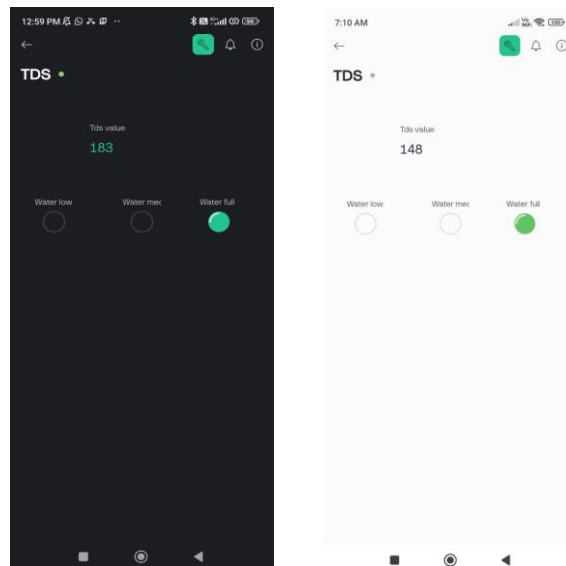 12:59 PM
TDS
Tds value
183
Water low Water mec Water full
7:10 AM
TDS
Tds value
148
Water low Water mec Water full